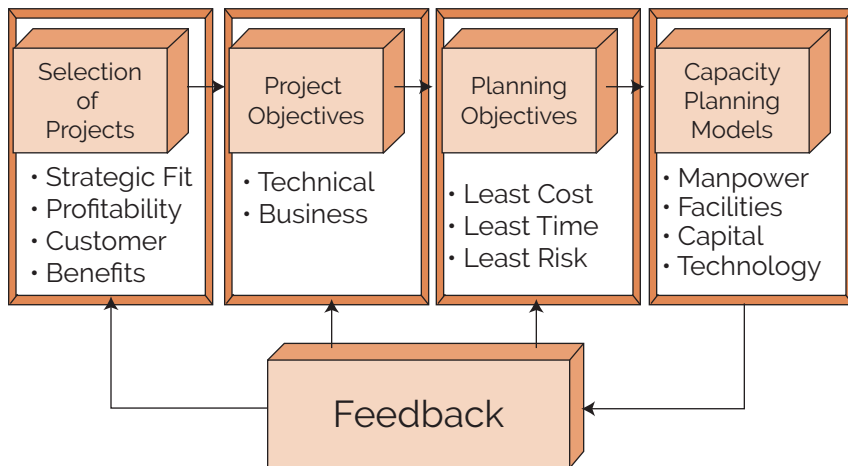 Selection
of
Projects
• Strategic Fit
• Profitability
• Customer
• Benefits
Project
Objectives
• Technical
• Business
Planning
Objectives
• Least Cost
• Least Time
• Least Risk
Capacity
Planning
Models
• Manpower
• Facilities
• Capital
• Technology
Feedback